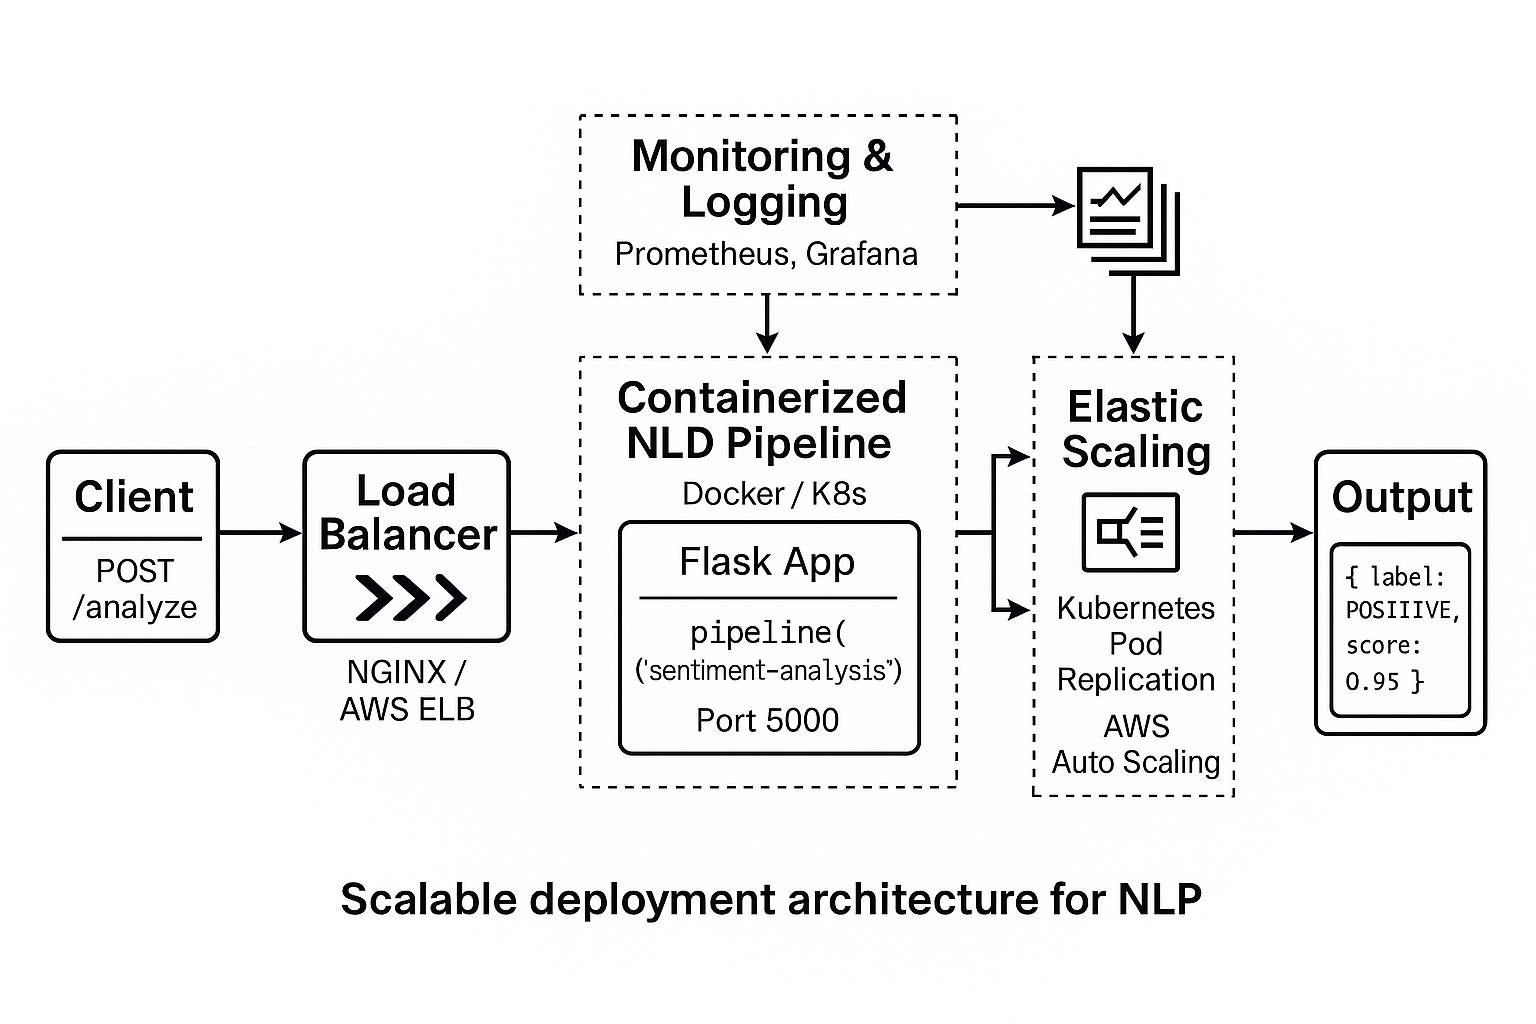 Monitoring &
Logging
Prometheus, Grafana
Client
POST
/analyze
Load
Balancer
NGINX /
AWS ELB
Containerized
NLD Pipeline
Docker / K8s
Flask App
pipeline(
('sentiment-analysis")
Port 5000
Elastic
Scaling
Kubernetes
Pod
Replication
AWS
Auto Scaling
Output
{ label:
POSIIIVE,
score:
0.95 }
Scalable deployment architecture for NLP